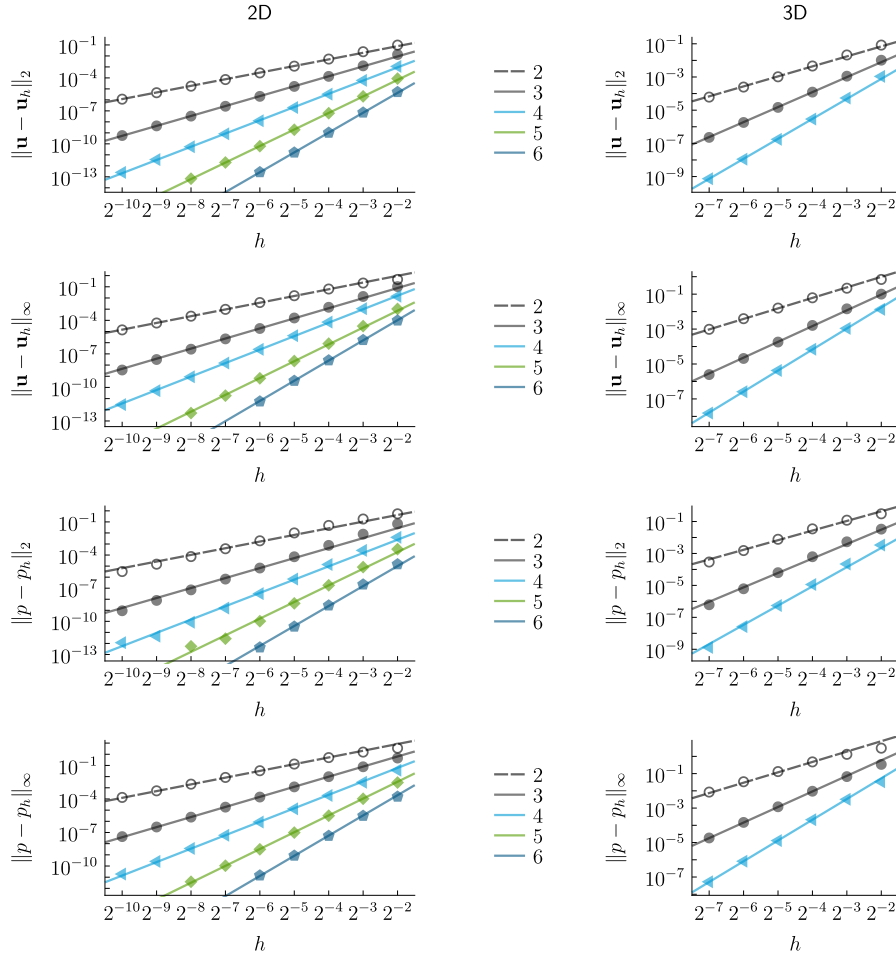 2D 3D
10^{-1}
10^{-4}
10^{-7}
10^{-10}
10^{-13}
‖𝐮 − 𝐮_h‖_2
2^{-10} 2^{-9} 2^{-8} 2^{-7} 2^{-6} 2^{-5} 2^{-4} 2^{-3} 2^{-2}
h
2
3
4
5
6
10^{-1}
10^{-3}
10^{-5}
10^{-7}
10^{-9}
‖𝐮 − 𝐮_h‖_2
2^{-7} 2^{-6} 2^{-5} 2^{-4} 2^{-3} 2^{-2}
h
10^{-1}
10^{-4}
10^{-7}
10^{-10}
10^{-13}
‖𝐮 − 𝐮_h‖_∞
2^{-10} 2^{-9} 2^{-8} 2^{-7} 2^{-6} 2^{-5} 2^{-4} 2^{-3} 2^{-2}
h
2
3
4
5
6
10^{-1}
10^{-3}
10^{-5}
10^{-7}
‖𝐮 − 𝐮_h‖_∞
2^{-7} 2^{-6} 2^{-5} 2^{-4} 2^{-3} 2^{-2}
h
10^{-1}
10^{-4}
10^{-7}
10^{-10}
10^{-13}
‖p − p_h‖_2
2^{-10} 2^{-9} 2^{-8} 2^{-7} 2^{-6} 2^{-5} 2^{-4} 2^{-3} 2^{-2}
h
2
3
4
5
6
10^{-1}
10^{-3}
10^{-5}
10^{-7}
10^{-9}
‖p − p_h‖_2
2^{-7} 2^{-6} 2^{-5} 2^{-4} 2^{-3} 2^{-2}
h
10^{-1}
10^{-4}
10^{-7}
10^{-10}
‖p − p_h‖_∞
2^{-10} 2^{-9} 2^{-8} 2^{-7} 2^{-6} 2^{-5} 2^{-4} 2^{-3} 2^{-2}
h
2
3
4
5
6
10^{-1}
10^{-3}
10^{-5}
10^{-7}
‖p − p_h‖_∞
2^{-7} 2^{-6} 2^{-5} 2^{-4} 2^{-3} 2^{-2}
h